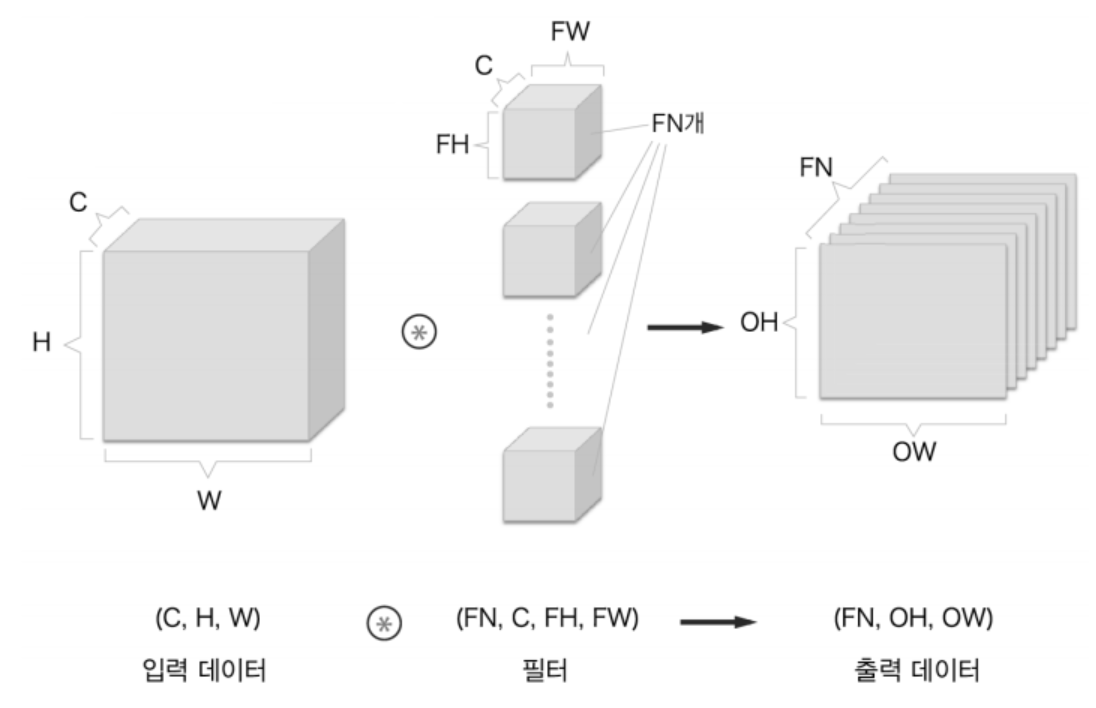 FW
C
FH
FN개
C
H
W
FN
OH
OW
(C, H, W)
(FN, C, FH, FW)
(FN, OH, OW)
입력 데이터
필터
출력 데이터